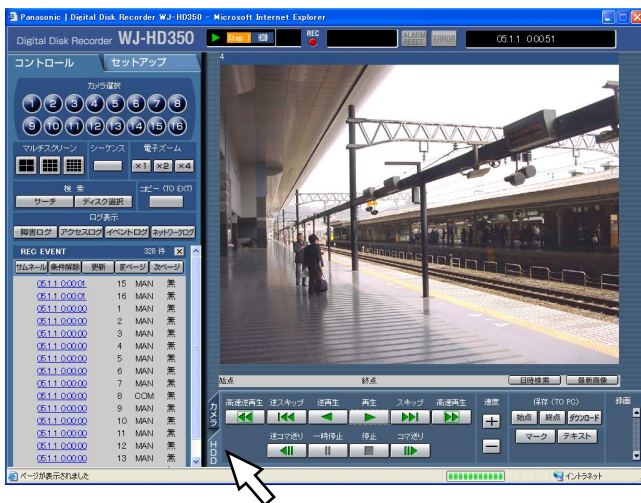 Panasonic | Digital Disk Recorder WJ-HD350 - Microsoft Internet Explorer
Digital Disk Recorder WJ-HD350
Step 1 HDD
REC
ALARM RESET ERROR
05.1.1 0:00:51
コントロール セットアップ
4
カメラ選択
1 2 3 4 5 6 7 8
9 10 11 12 13 14 15 16
マルチスクリーン シーケンス 電子ズーム
×1 ×2 ×4
検索 コピー (TO EXT)
サーチ ディスク選択
ログ表示
障害ログ アクセスログ イベントログ ネットワークログ
REC EVENT 328 件 X
サムネール 条件解除 更新 前ページ 次ページ
05.1.1 0:00:01 15 MAN 無
05.1.1 0:00:01 16 MAN 無
05.1.1 0:00:00 1 MAN 無
05.1.1 0:00:00 2 MAN 無
05.1.1 0:00:00 3 MAN 無
05.1.1 0:00:00 4 MAN 無
05.1.1 0:00:00 5 MAN 無
05.1.1 0:00:00 6 MAN 無
05.1.1 0:00:00 7 MAN 無
05.1.1 0:00:00 8 COM 無
05.1.1 0:00:00 9 MAN 無
05.1.1 0:00:00 10 MAN 無
05.1.1 0:00:00 11 MAN 無
05.1.1 0:00:00 12 MAN 無
05.1.1 0:00:00 13 MAN 無
始点 終点 日時検索 最新画像
カメラ
HDD
高速逆再生 逆スキップ 逆再生 再生 スキップ 高速再生 速度 保存 (TO PC) 録画
始点 終点 ダウンロード
逆コマ送り 一時停止 停止 コマ送り
マーク テキスト
ページが表示されました
イントラネット